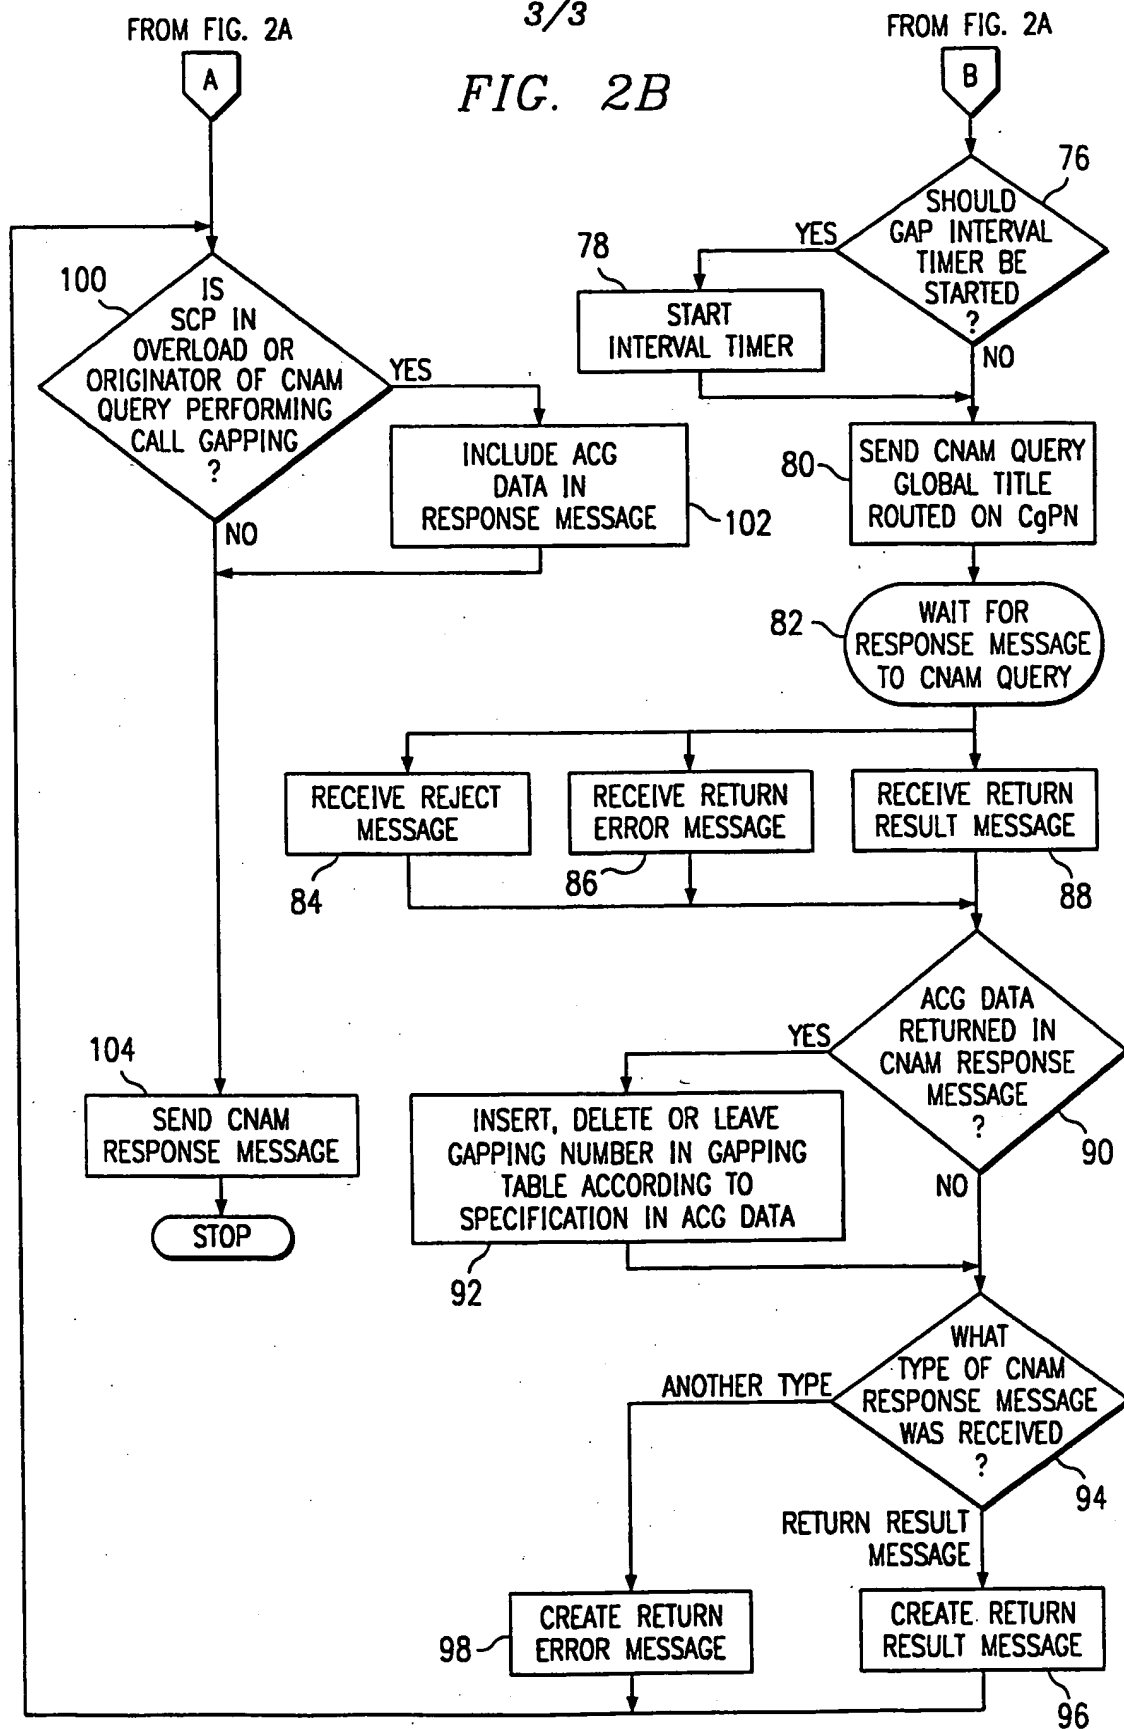 3/3
FROM FIG. 2A
A
FIG. 2B
FROM FIG. 2A
B
SHOULD
GAP INTERVAL
TIMER BE
STARTED
?
76
YES
NO
78
START
INTERVAL TIMER
100
IS
SCP IN
OVERLOAD OR
ORIGINATOR OF CNAM
QUERY PERFORMING
CALL GAPPING
?
YES
NO
INCLUDE ACG
DATA IN
RESPONSE MESSAGE
102
80
SEND CNAM QUERY
GLOBAL TITLE
ROUTED ON CgPN
82
WAIT FOR
RESPONSE MESSAGE
TO CNAM QUERY
RECEIVE REJECT
MESSAGE
84
RECEIVE RETURN
ERROR MESSAGE
86
RECEIVE RETURN
RESULT MESSAGE
88
ACG DATA
RETURNED IN
CNAM RESPONSE
MESSAGE
?
90
YES
NO
104
SEND CNAM
RESPONSE MESSAGE
STOP
INSERT, DELETE OR LEAVE
GAPPING NUMBER IN GAPPING
TABLE ACCORDING TO
SPECIFICATION IN ACG DATA
92
WHAT
TYPE OF CNAM
RESPONSE MESSAGE
WAS RECEIVED
?
94
ANOTHER TYPE
RETURN RESULT
MESSAGE
98
CREATE RETURN
ERROR MESSAGE
CREATE RETURN
RESULT MESSAGE
96